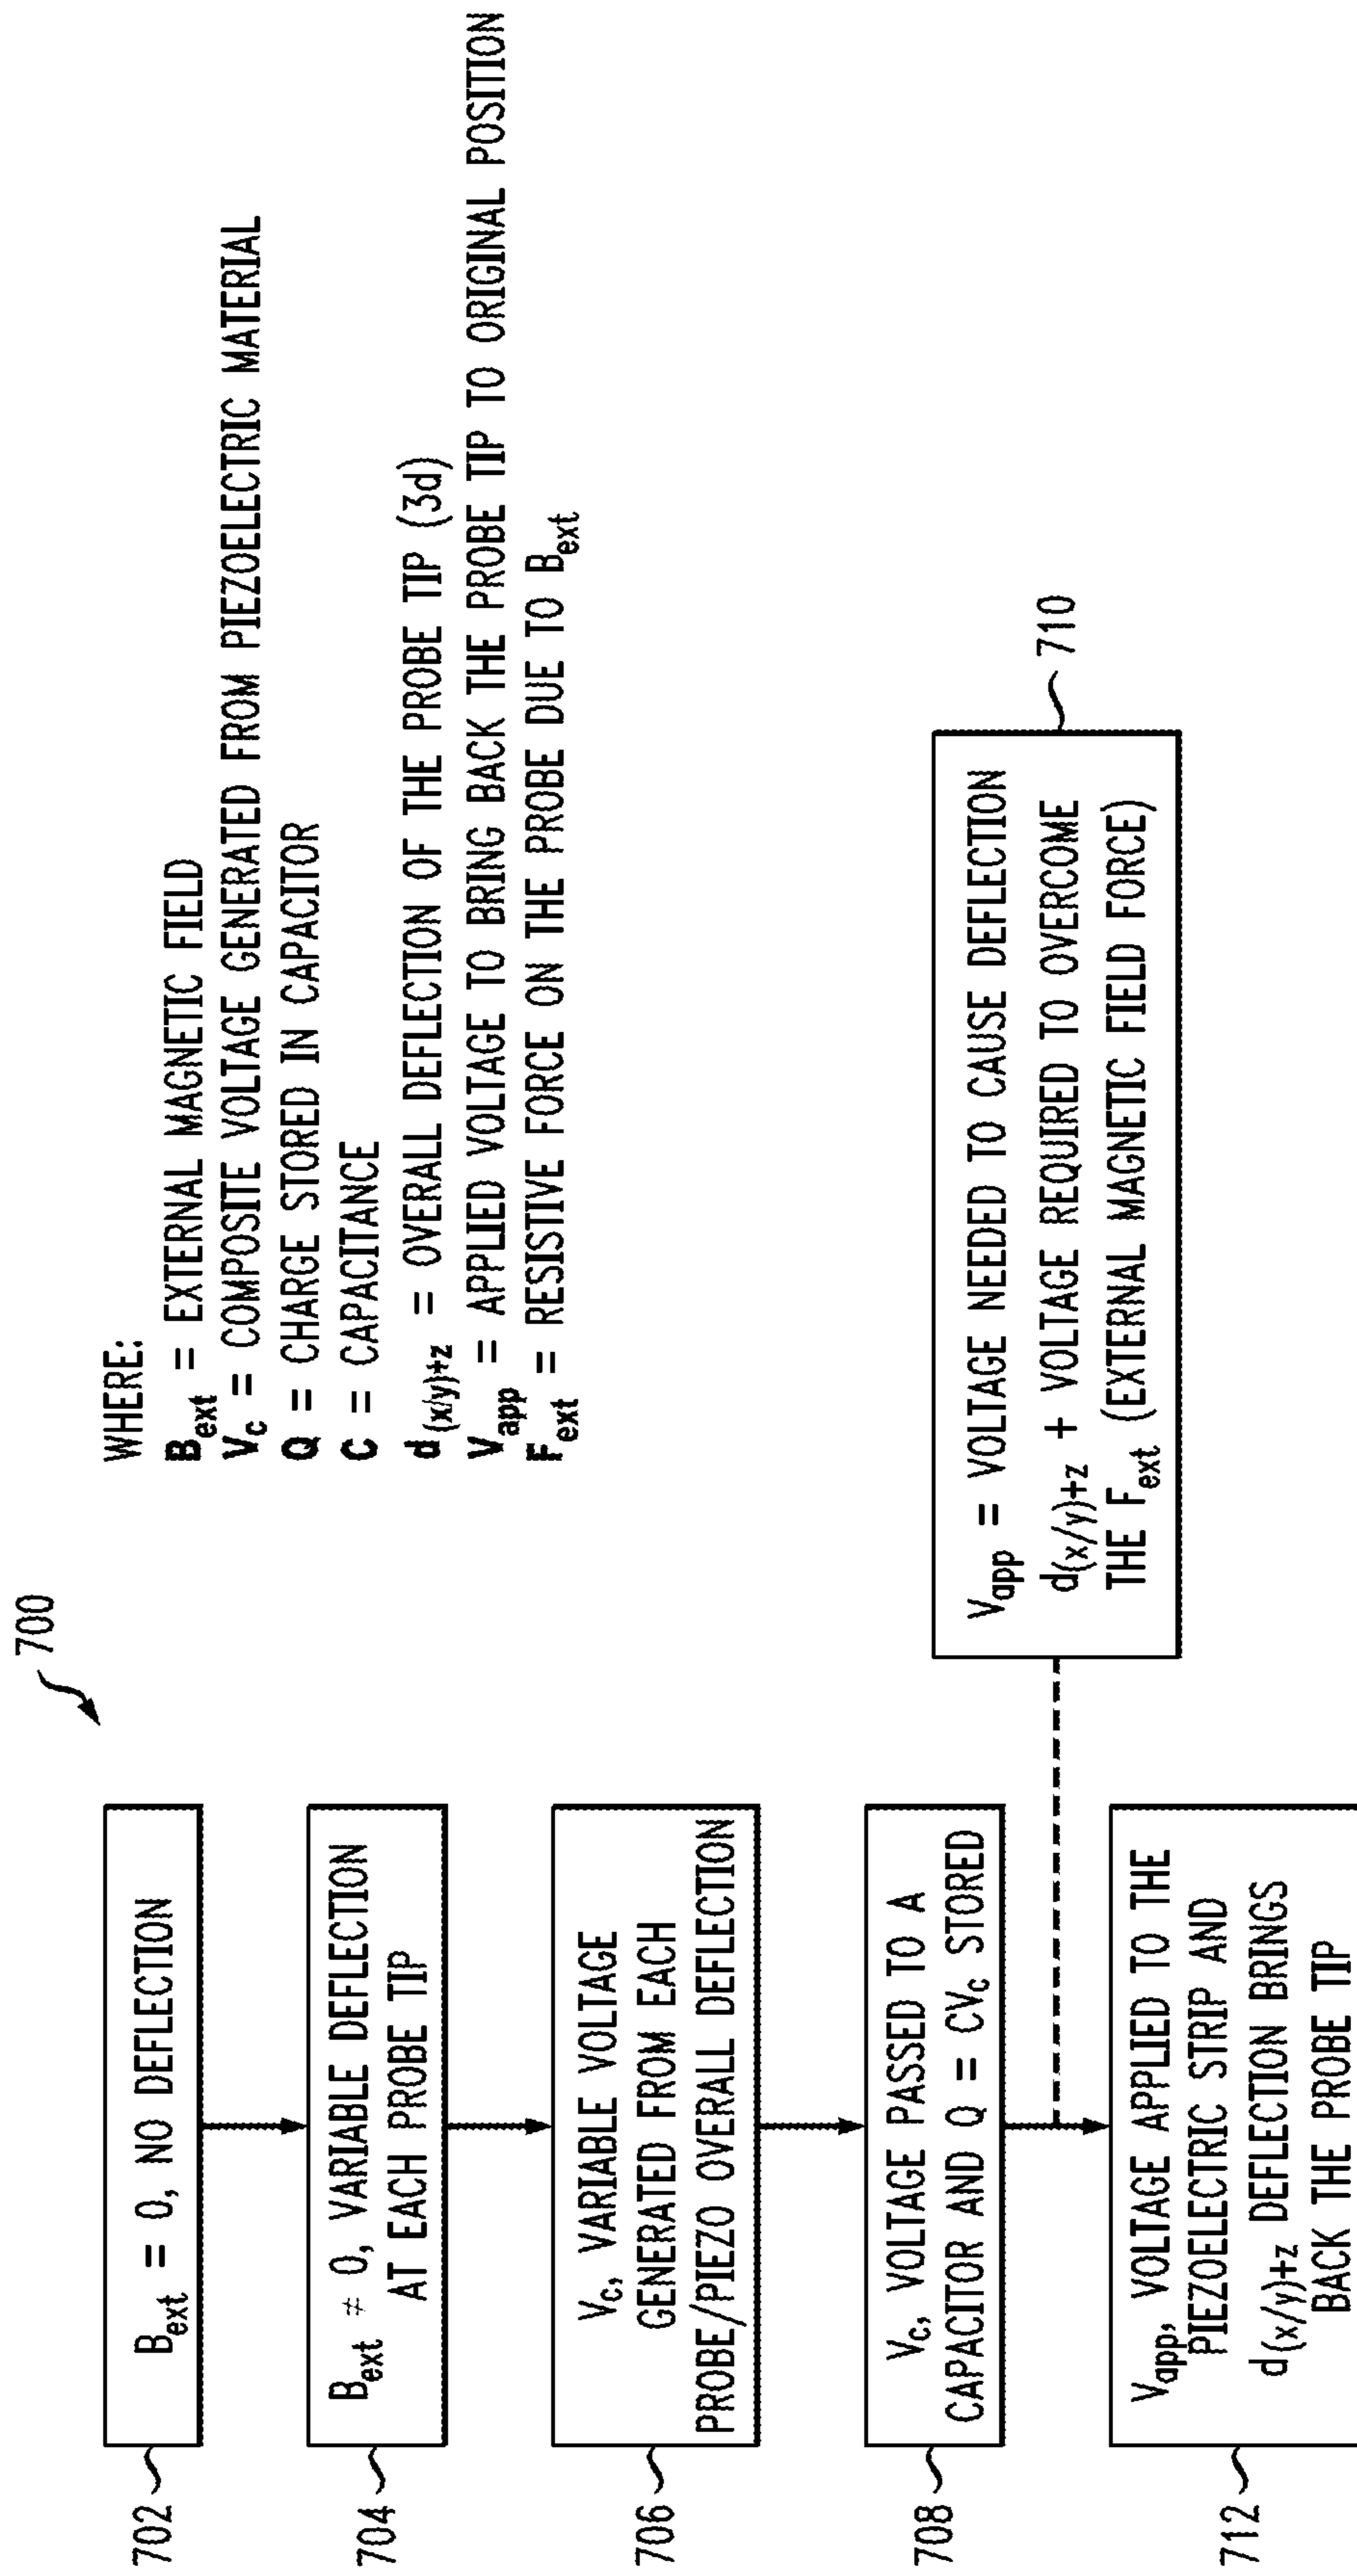 700
702
B_ext = 0, NO DEFLECTION
704
B_ext ≠ 0, VARIABLE DEFLECTION
AT EACH PROBE TIP
706
V_c, VARIABLE VOLTAGE
GENERATED FROM EACH
PROBE/PIEZO OVERALL DEFLECTION
708
V_c, VOLTAGE PASSED TO A
CAPACITOR AND Q = CV_c STORED
710
V_app = VOLTAGE NEEDED TO CAUSE DEFLECTION
d_(x/y)+z + VOLTAGE REQUIRED TO OVERCOME
THE F_ext (EXTERNAL MAGNETIC FIELD FORCE)
712
V_app, VOLTAGE APPLIED TO THE
PIEZOELECTRIC STRIP AND
d_(x/y)+z DEFLECTION BRINGS
BACK THE PROBE TIP
WHERE:
B_ext = EXTERNAL MAGNETIC FIELD
V_c = COMPOSITE VOLTAGE GENERATED FROM PIEZOELECTRIC MATERIAL
Q = CHARGE STORED IN CAPACITOR
C = CAPACITANCE
d_(x/y)+z = OVERALL DEFLECTION OF THE PROBE TIP (3d)
V_app = APPLIED VOLTAGE TO BRING BACK THE PROBE TIP TO ORIGINAL POSITION
F_ext = RESISTIVE FORCE ON THE PROBE DUE TO B_ext